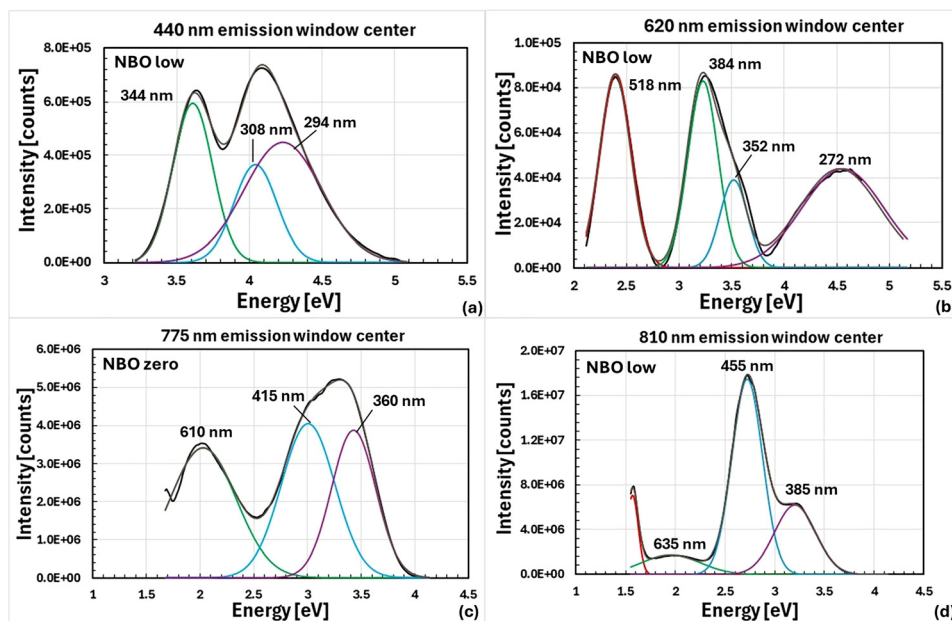 440 nm emission window center
8.0E+05
6.0E+05
4.0E+05
2.0E+05
0.0E+00
Intensity [counts]
NBO low
344 nm
308 nm
294 nm
3 3.5 4 4.5 5 5.5
Energy [eV]
(a)
620 nm emission window center
1.0E+05
8.0E+04
6.0E+04
4.0E+04
2.0E+04
0.0E+00
Intensity [counts]
NBO low
518 nm
384 nm
352 nm
272 nm
2 2.5 3 3.5 4 4.5 5 5.5
Energy [eV]
(b)
775 nm emission window center
6.0E+06
5.0E+06
4.0E+06
3.0E+06
2.0E+06
1.0E+06
0.0E+00
Intensity [counts]
NBO zero
610 nm
415 nm
360 nm
1 1.5 2 2.5 3 3.5 4 4.5
Energy [eV]
(c)
810 nm emission window center
2.0E+07
1.6E+07
1.2E+07
8.0E+06
4.0E+06
0.0E+00
Intensity [counts]
NBO low
455 nm
385 nm
635 nm
1 1.5 2 2.5 3 3.5 4 4.5
Energy [eV]
(d)